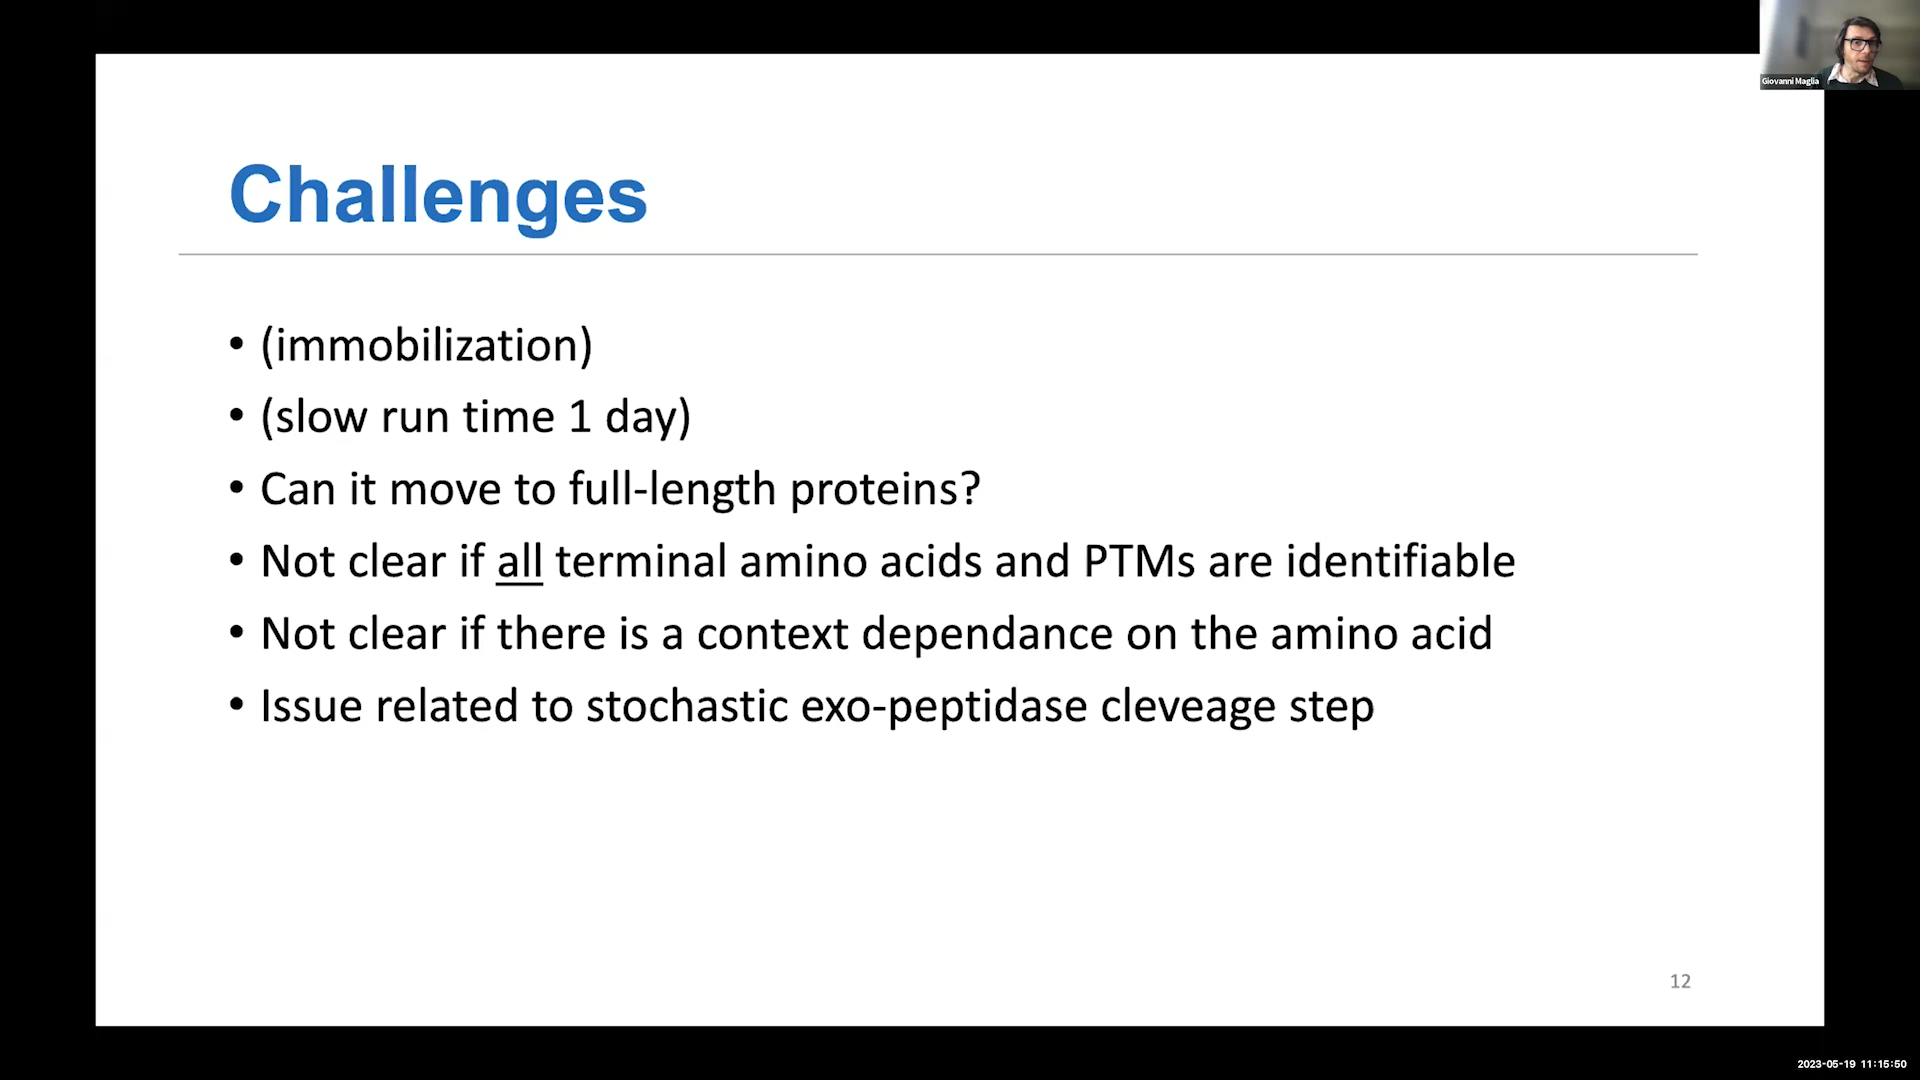 Giovanni Maglia
Challenges
• (immobilization)
• (slow run time 1 day)
• Can it move to full-length proteins?
• Not clear if all terminal amino acids and PTMs are identifiable
• Not clear if there is a context dependance on the amino acid
• Issue related to stochastic exo-peptidase cleveage step
12
2023-05-19 11:15:50